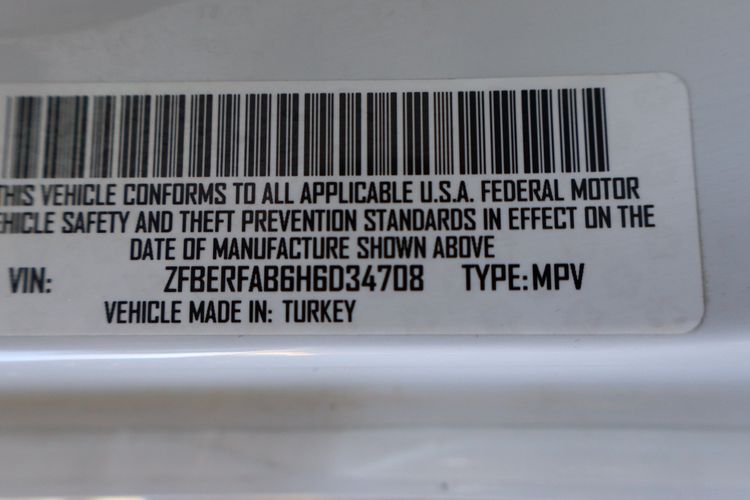 THIS VEHICLE CONFORMS TO ALL APPLICABLE U.S.A. FEDERAL MOTOR
VEHICLE SAFETY AND THEFT PREVENTION STANDARDS IN EFFECT ON THE
DATE OF MANUFACTURE SHOWN ABOVE
VIN: ZFBERFAB6H6D34708 TYPE: MPV
VEHICLE MADE IN: TURKEY